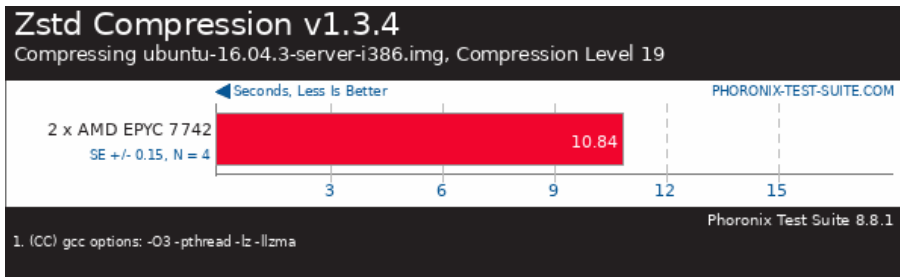 Zstd Compression v1.3.4
Compressing ubuntu-16.04.3-server-i386.img, Compression Level 19
Seconds, Less Is Better
PHORONIX-TEST-SUITE.COM
2 x AMD EPYC 7742
SE +/- 0.15, N = 4
10.84
3 6 9 12 15
Phoronix Test Suite 8.8.1
1. (CC) gcc options: -O3 -pthread -lz -llzma